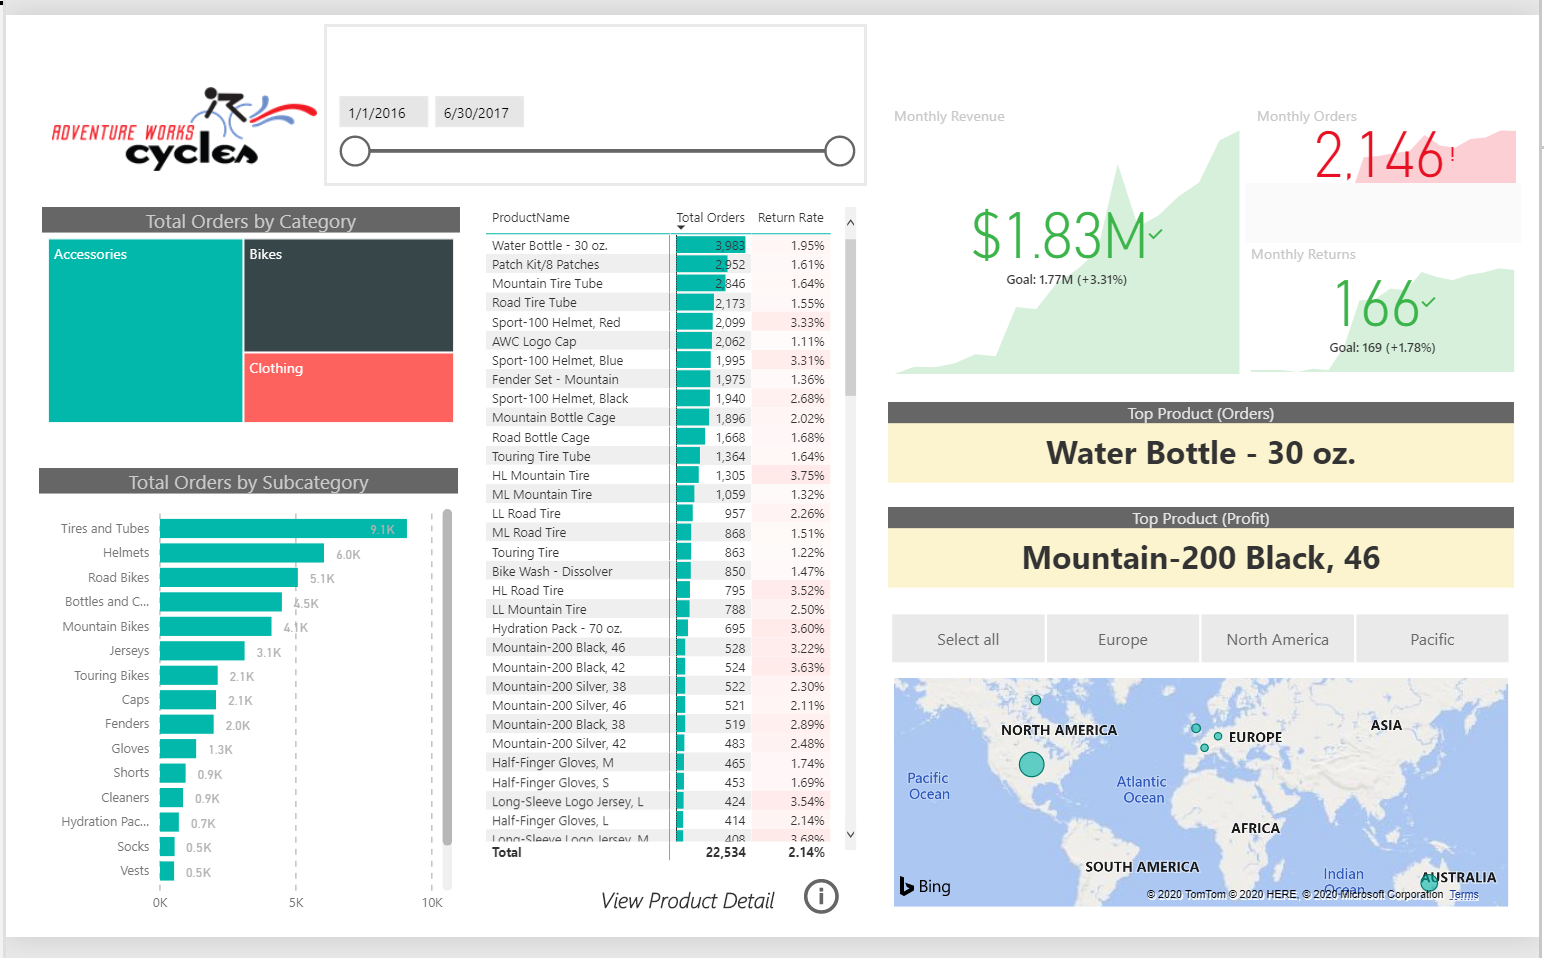 ADVENTURE WORKS
cycles
1/1/2016
6/30/2017
Monthly Revenue
$1.83M
Goal: 1.77M (+3.31%)
Monthly Orders
2,146 !
Monthly Returns
166
Goal: 169 (+1.78%)
Total Orders by Category
Accessories
Bikes
Clothing
Total Orders by Subcategory
Tires and Tubes 9.1K
Helmets 6.0K
Road Bikes 5.1K
Bottles and C... 4.5K
Mountain Bikes 4.1K
Jerseys 3.1K
Touring Bikes 2.1K
Caps 2.1K
Fenders 2.0K
Gloves 1.3K
Shorts 0.9K
Cleaners 0.9K
Hydration Pac... 0.7K
Socks 0.5K
Vests 0.5K
0K 5K 10K
ProductName Total Orders Return Rate
Water Bottle - 30 oz. 3,983 1.95%
Patch Kit/8 Patches 2,952 1.61%
Mountain Tire Tube 2,846 1.64%
Road Tire Tube 2,173 1.55%
Sport-100 Helmet, Red 2,099 3.33%
AWC Logo Cap 2,062 1.11%
Sport-100 Helmet, Blue 1,995 3.31%
Fender Set - Mountain 1,975 1.36%
Sport-100 Helmet, Black 1,940 2.68%
Mountain Bottle Cage 1,896 2.02%
Road Bottle Cage 1,668 1.68%
Touring Tire Tube 1,364 1.64%
HL Mountain Tire 1,305 3.75%
ML Mountain Tire 1,059 1.32%
LL Road Tire 957 2.26%
ML Road Tire 868 1.51%
Touring Tire 863 1.22%
Bike Wash - Dissolver 850 1.47%
HL Road Tire 795 3.52%
LL Mountain Tire 788 2.50%
Hydration Pack - 70 oz. 695 3.60%
Mountain-200 Black, 46 528 3.22%
Mountain-200 Black, 42 524 3.63%
Mountain-200 Silver, 38 522 2.30%
Mountain-200 Silver, 46 521 2.11%
Mountain-200 Black, 38 519 2.89%
Mountain-200 Silver, 42 483 2.48%
Half-Finger Gloves, M 465 1.74%
Half-Finger Gloves, S 453 1.69%
Long-Sleeve Logo Jersey, L 424 3.54%
Half-Finger Gloves, L 414 2.14%
Long-Sleeve Logo Jersey, M 408 3.68%
Total 22,534 2.14%
View Product Detail
Top Product (Orders)
Water Bottle - 30 oz.
Top Product (Profit)
Mountain-200 Black, 46
Select all
Europe
North America
Pacific
NORTH AMERICA
ASIA
EUROPE
Pacific
Ocean
Atlantic
Ocean
AFRICA
SOUTH AMERICA
Indian
Ocean
AUSTRALIA
Bing
© 2020 TomTom © 2020 HERE, © 2020 Microsoft Corporation Terms